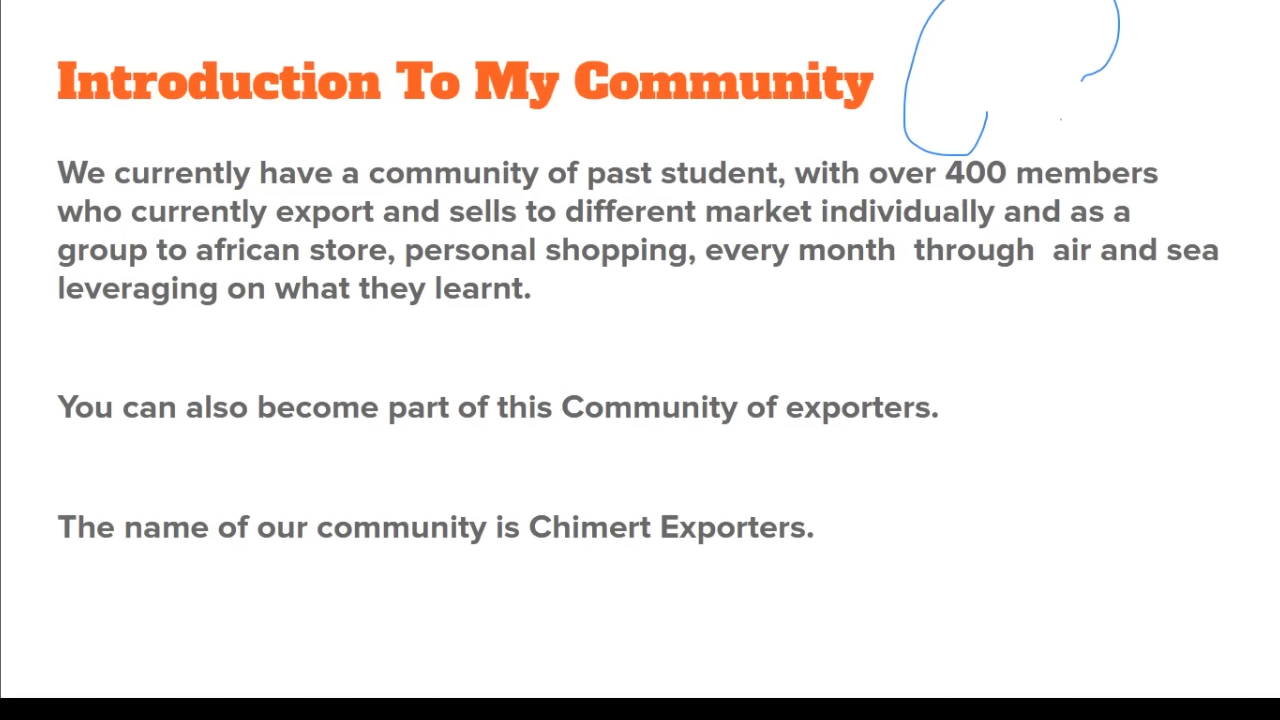 Introduction To My Community
We currently have a community of past student, with over 400 members
who currently export and sells to different market individually and as a
group to african store, personal shopping, every month  through  air and sea
leveraging on what they learnt.
You can also become part of this Community of exporters.
The name of our community is Chimert Exporters.